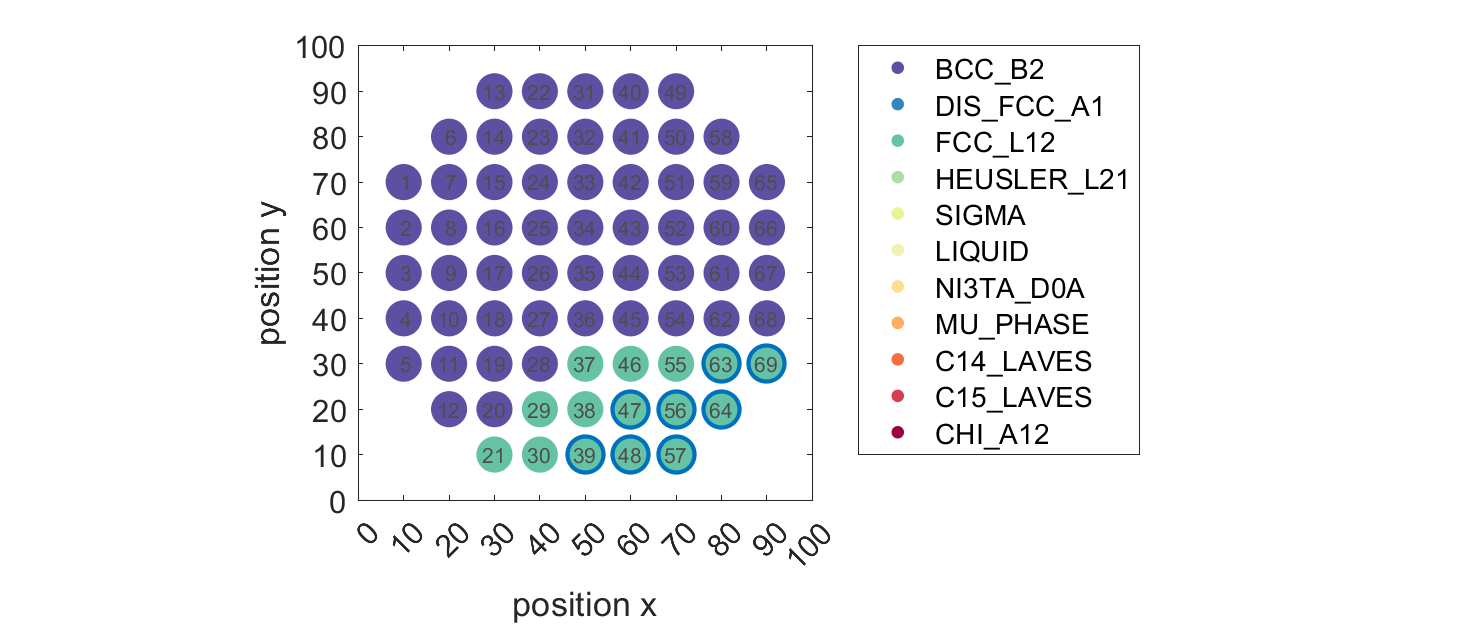 100
90
80
70
60
50
40
30
20
10
0
position y
13 22 31 40 49
6 14 23 32 41 50 58
1 7 15 24 33 42 51 59 65
2 8 16 25 34 43 52 60 66
3 9 17 26 35 44 53 61 67
4 10 18 27 36 45 54 62 68
5 11 19 28 37 46 55 63 69
12 20 29 38 47 56 64
21 30 39 48 57
0 10 20 30 40 50 60 70 80 90 100
position x
BCC_B2
DIS_FCC_A1
FCC_L12
HEUSLER_L21
SIGMA
LIQUID
NI3TA_D0A
MU_PHASE
C14_LAVES
C15_LAVES
CHI_A12